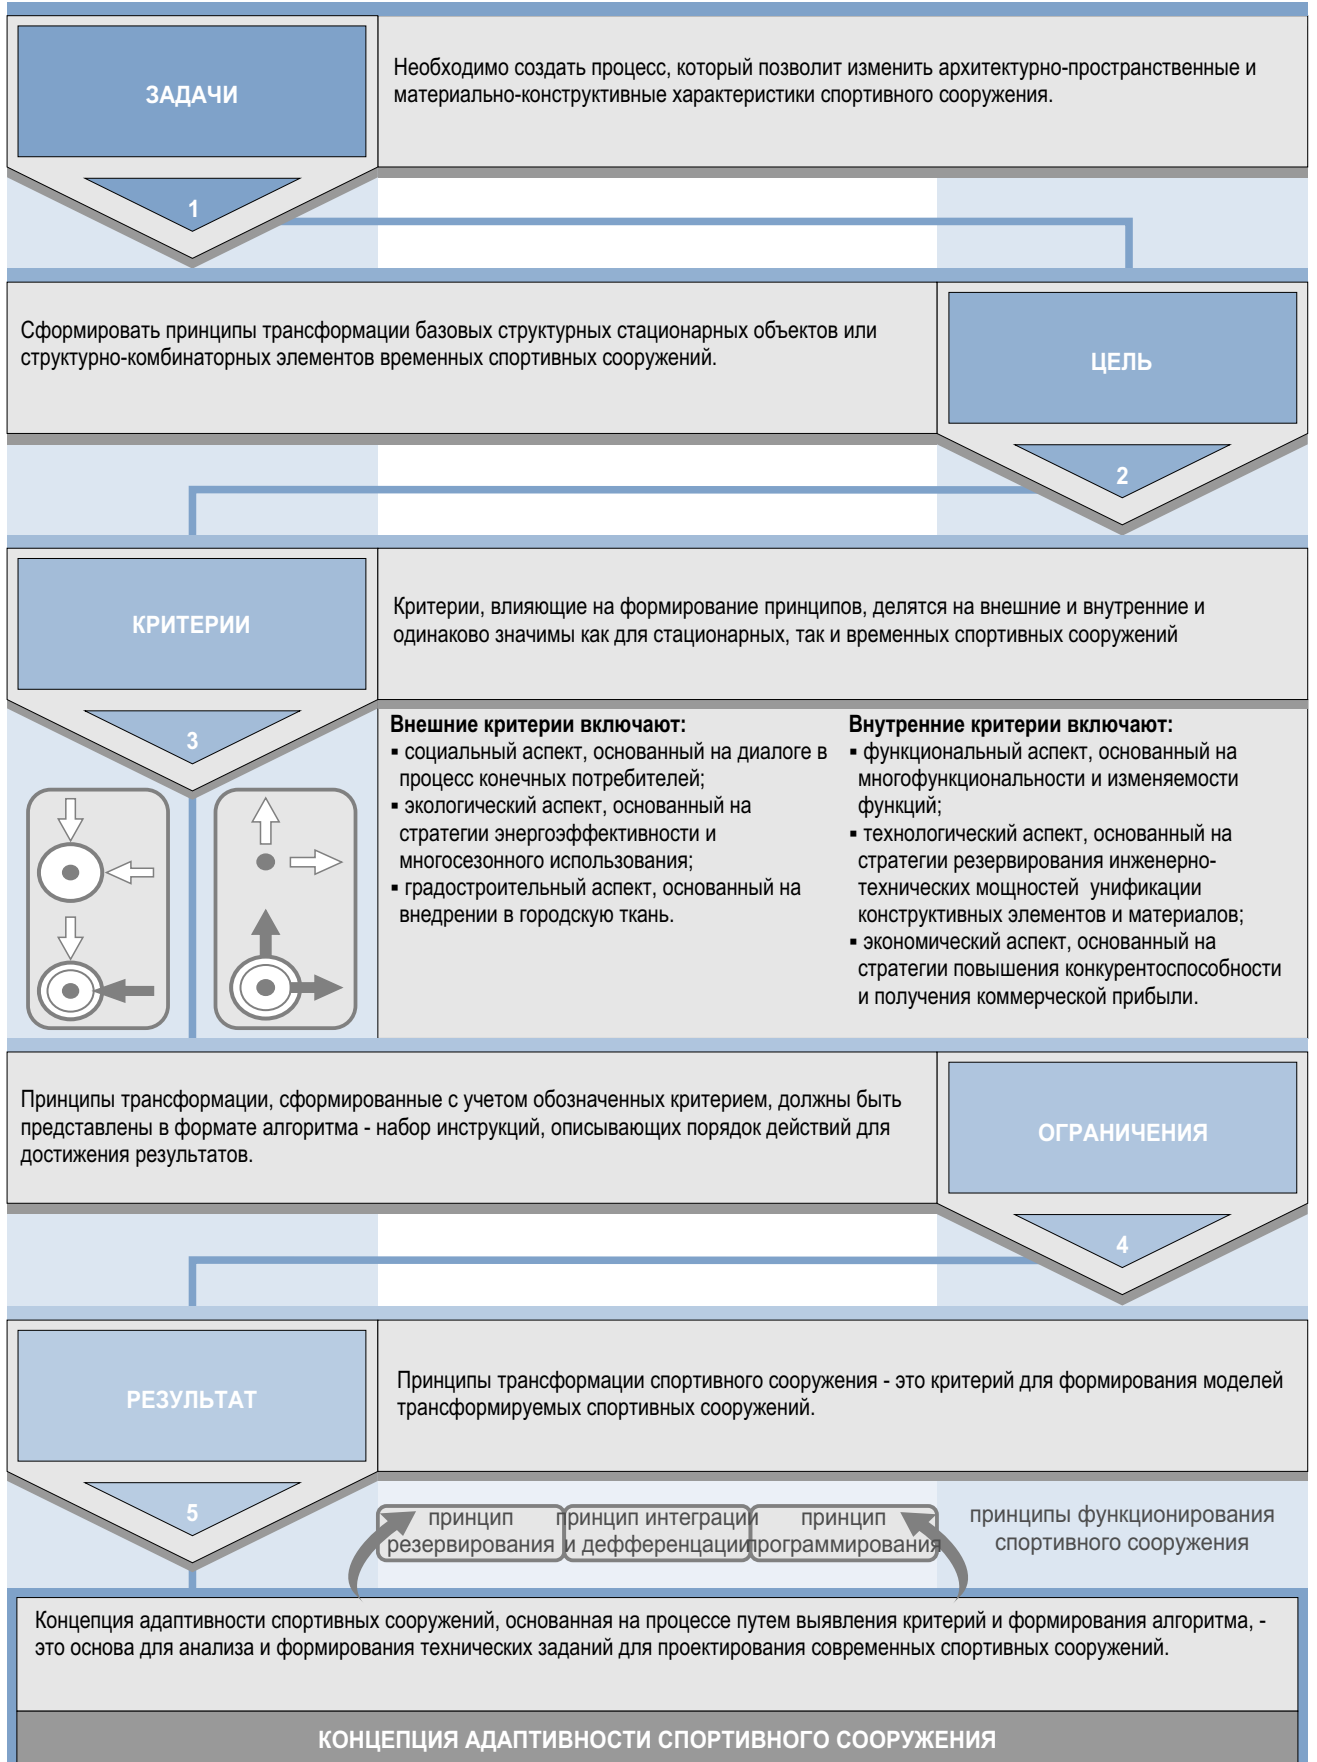 ЗАДАЧИ
Необходимо создать процесс, который позволит изменить архитектурно-пространственные и
материально-конструктивные характеристики спортивного сооружения.
1
Сформировать принципы трансформации базовых структурных стационарных объектов или
структурно-комбинаторных элементов временных спортивных сооружений.
ЦЕЛЬ
2
КРИТЕРИИ
Критерии, влияющие на формирование принципов, делятся на внешние и внутренние и
одинаково значимы как для стационарных, так и временных спортивных сооружений
3
Внешние критерии включают:
▪ социальный аспект, основанный на диалоге в
процесс конечных потребителей;
▪ экологический аспект, основанный на
стратегии энергоэффективности и
многосезонного использования;
▪ градостроительный аспект, основанный на
внедрении в городскую ткань.
Внутренние критерии включают:
▪ функциональный аспект, основанный на
многофункциональности и изменяемости
функций;
▪ технологический аспект, основанный на
стратегии резервирования инженерно-
технических мощностей унификации
конструктивных элементов и материалов;
▪ экономический аспект, основанный на
стратегии повышения конкурентоспособности
и получения коммерческой прибыли.
Принципы трансформации, сформированные с учетом обозначенных критерием, должны быть
представлены в формате алгоритма - набор инструкций, описывающих порядок действий для
достижения результатов.
ОГРАНИЧЕНИЯ
4
РЕЗУЛЬТАТ
Принципы трансформации спортивного сооружения - это критерий для формирования моделей
трансформируемых спортивных сооружений.
5
принцип
резервирования
принцип интеграции
и дефференцации
принцип
программирования
принципы функционирования
спортивного сооружения
Концепция адаптивности спортивных сооружений, основанная на процессе путем выявления критерий и формирования алгоритма, -
это основа для анализа и формирования технических заданий для проектирования современных спортивных сооружений.
КОНЦЕПЦИЯ АДАПТИВНОСТИ СПОРТИВНОГО СООРУЖЕНИЯ